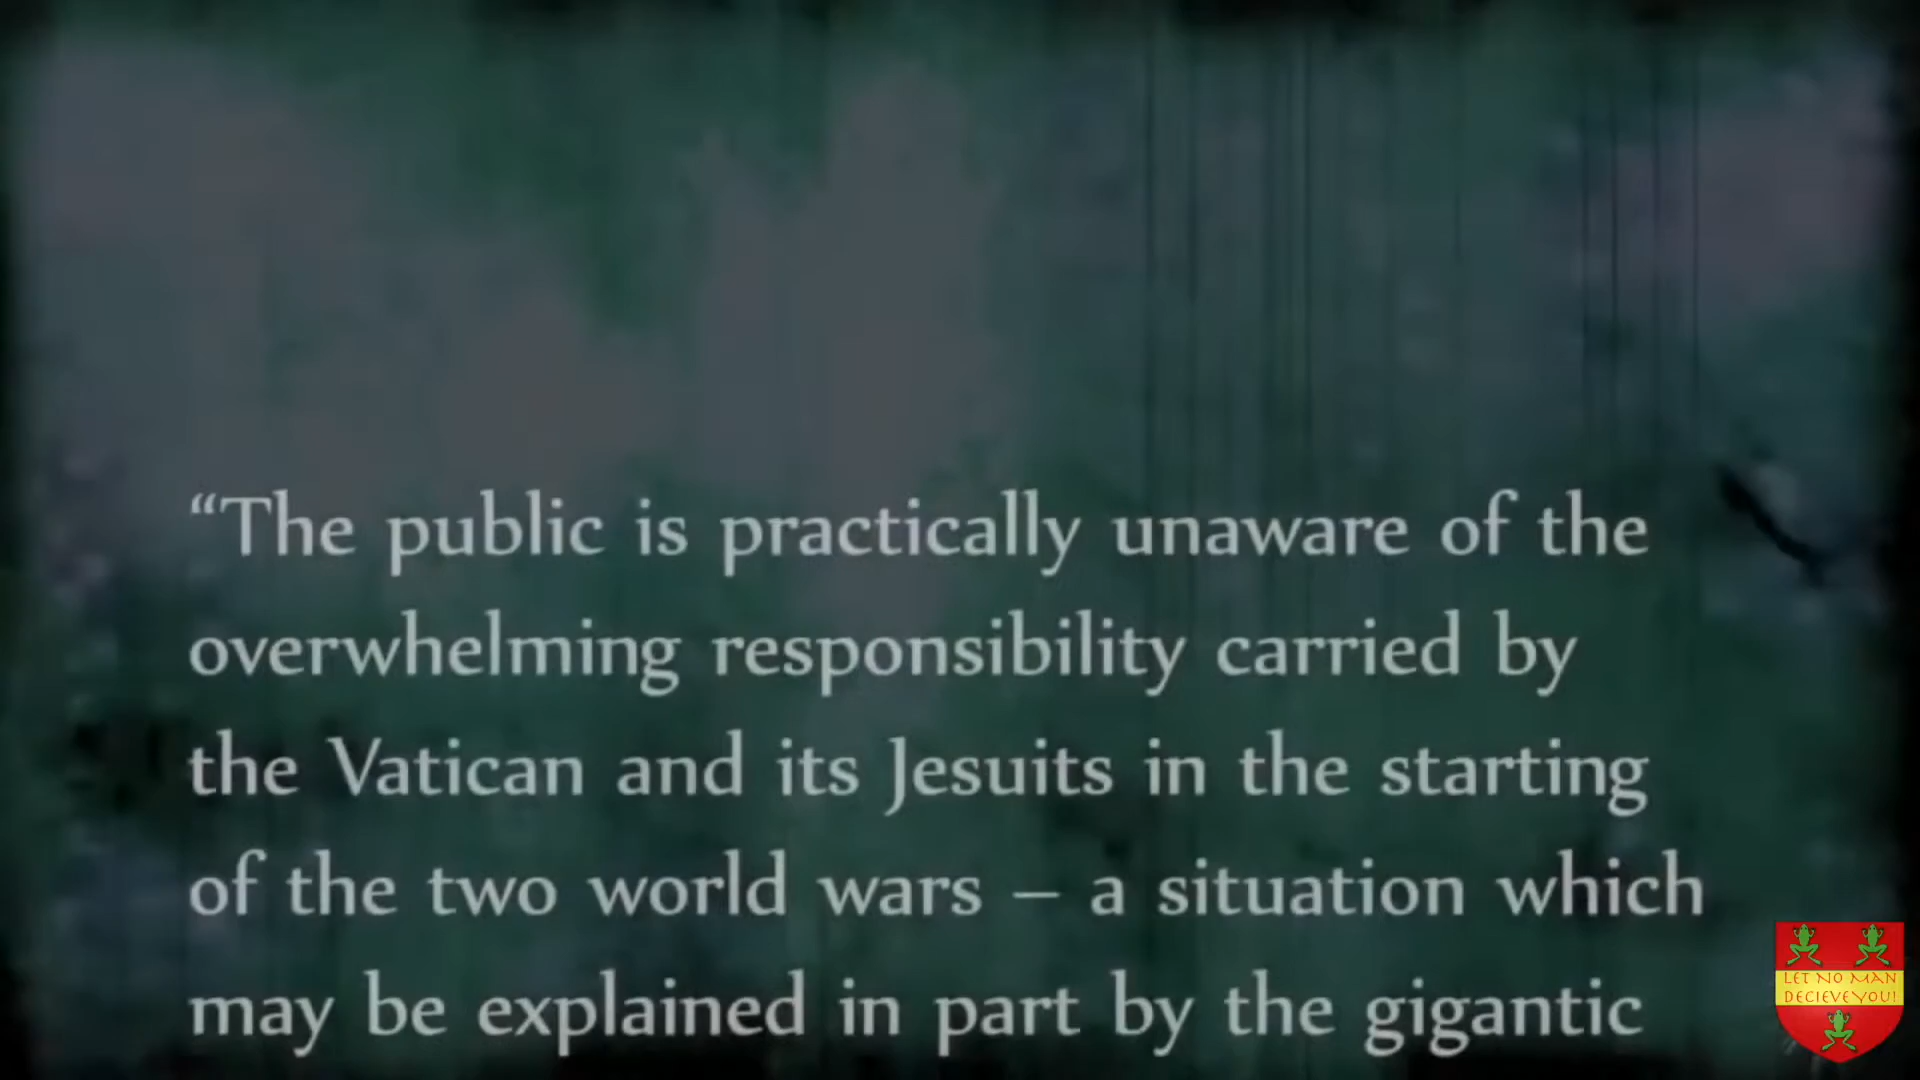 “The public is practically unaware of the
overwhelming responsibility carried by
the Vatican and its Jesuits in the starting
of the two world wars – a situation which
may be explained in part by the gigantic
LET NO MAN
DECIEVE YOU!